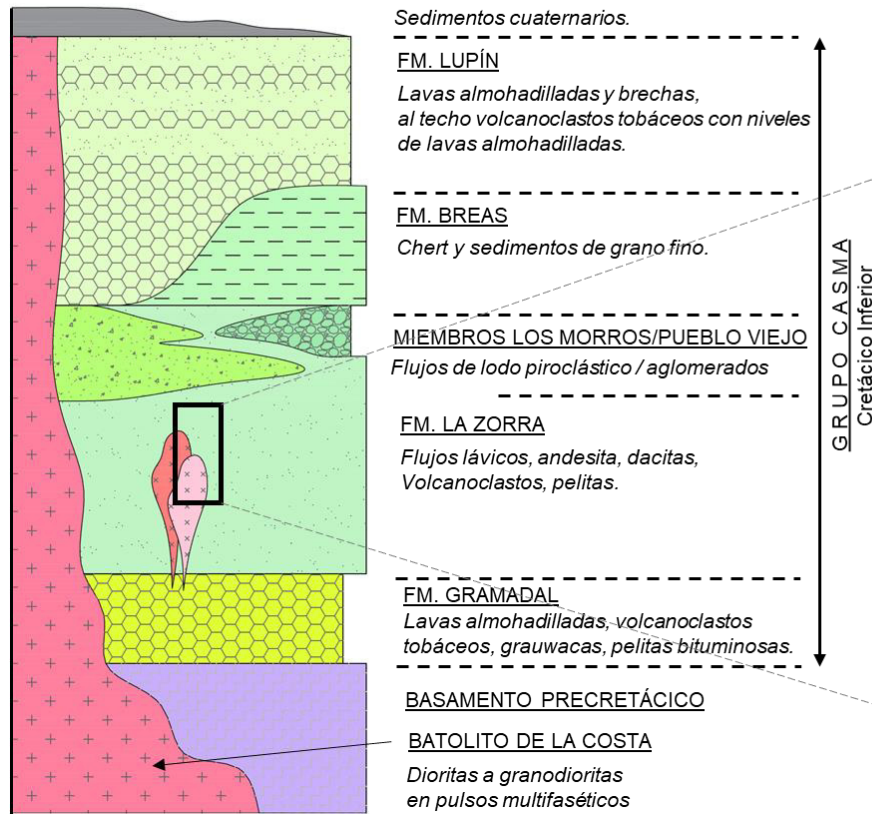 Sedimentos cuaternarios.
FM. LUPÍN
Lavas almohadilladas y brechas,
al techo volcanoclastos tobáceos con niveles
de lavas almohadilladas.
FM. BREAS
Chert y sedimentos de grano fino.
MIEMBROS LOS MORROS/PUEBLO VIEJO
Flujos de lodo piroclástico / aglomerados
FM. LA ZORRA
Flujos lávicos, andesita, dacitas,
Volcanoclastos, pelitas.
FM. GRAMADAL
Lavas almohadilladas, volcanoclastos
tobáceos, grauwacas, pelitas bituminosas.
BASAMENTO PRECRETÁCICO
BATOLITO DE LA COSTA
Dioritas a granodioritas
en pulsos multifaséticos
GRUPO CASMA
Cretácico Inferior